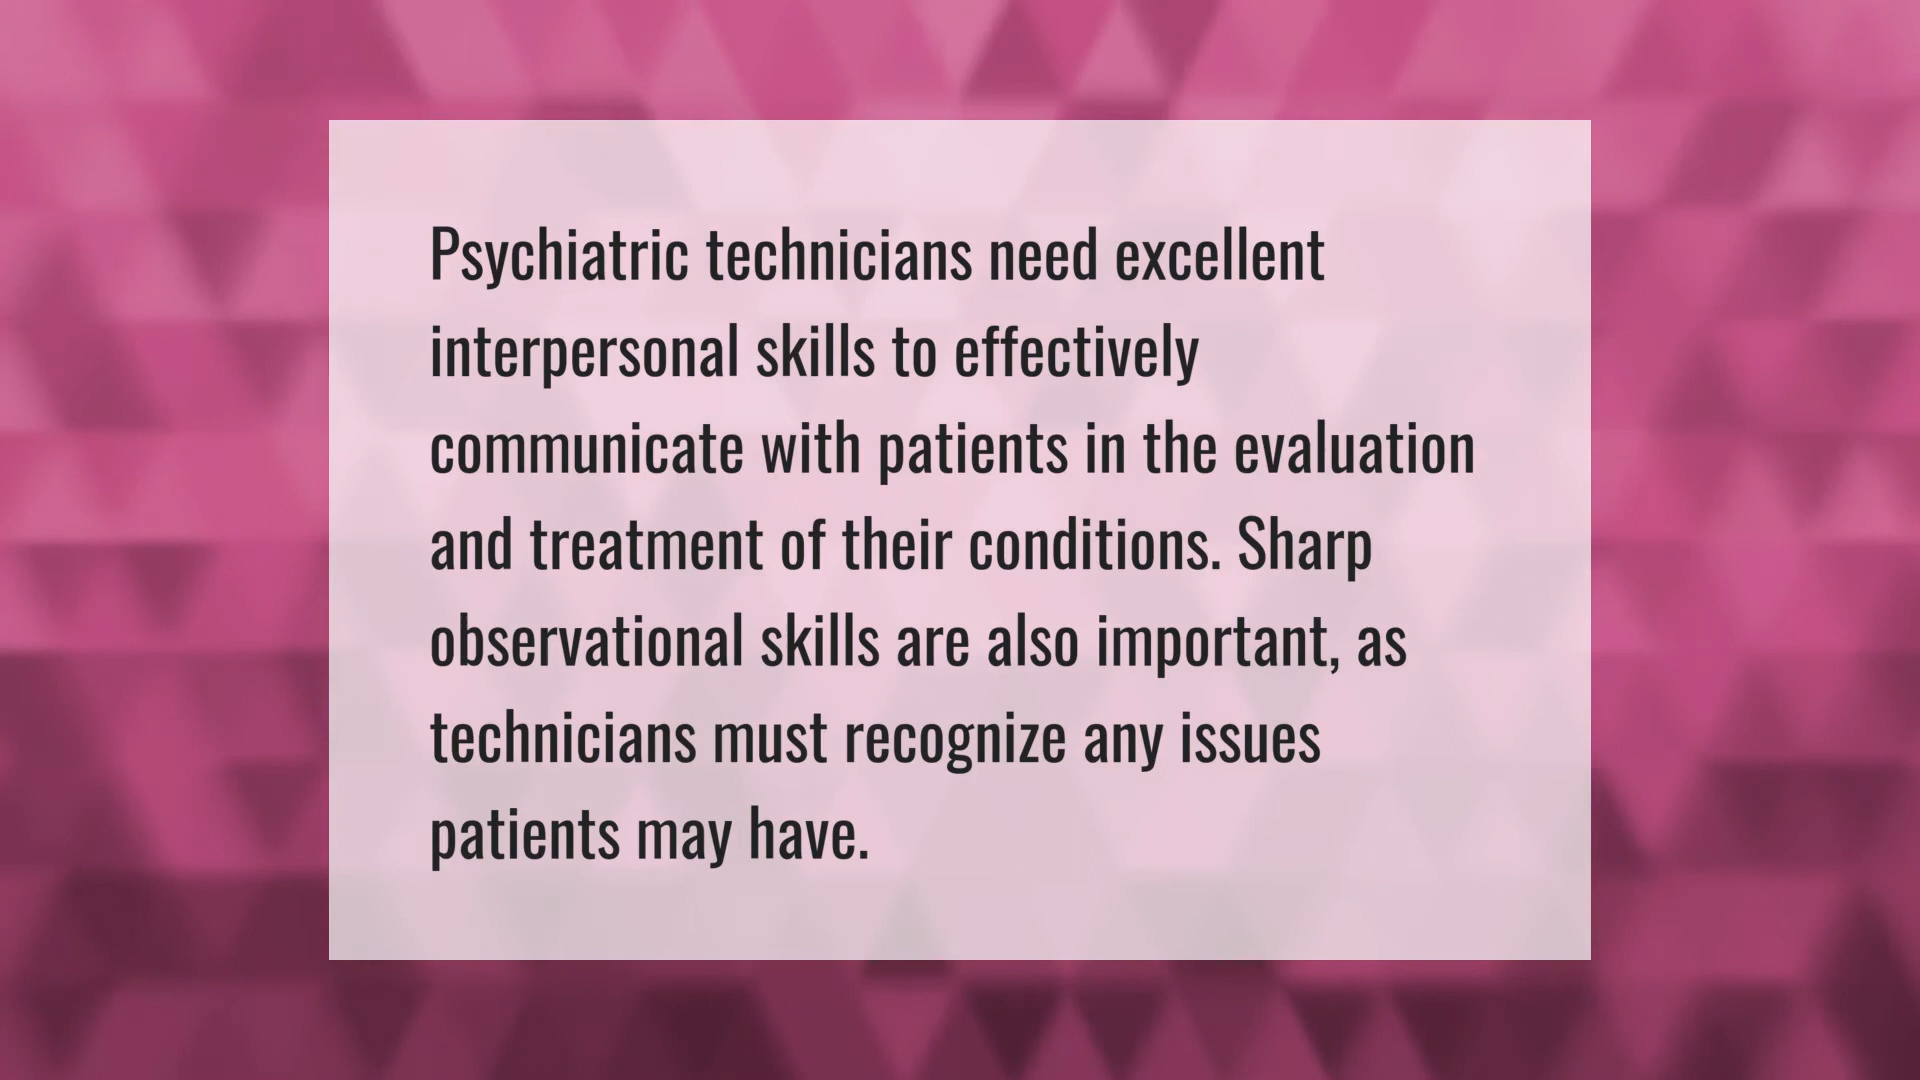 Psychiatric technicians need excellent
interpersonal skills to effectively
communicate with patients in the evaluation
and treatment of their conditions. Sharp
observational skills are also important, as
technicians must recognize any issues
patients may have.